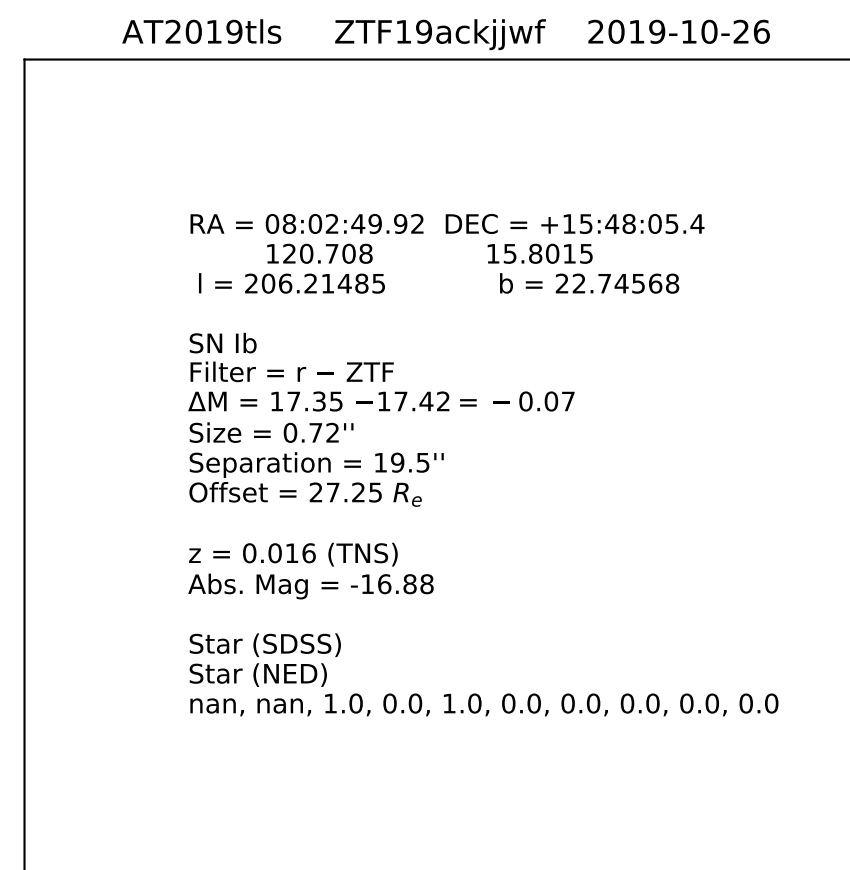 AT2019tls ZTF19ackjjwf 2019-10-26
RA = 08:02:49.92 DEC = +15:48:05.4
120.708 15.8015
l = 206.21485 b = 22.74568
SN Ib
Filter = r − ZTF
ΔM = 17.35 −17.42 = − 0.07
Size = 0.72''
Separation = 19.5''
Offset = 27.25 Rₑ
z = 0.016 (TNS)
Abs. Mag = -16.88
Star (SDSS)
Star (NED)
nan, nan, 1.0, 0.0, 1.0, 0.0, 0.0, 0.0, 0.0, 0.0